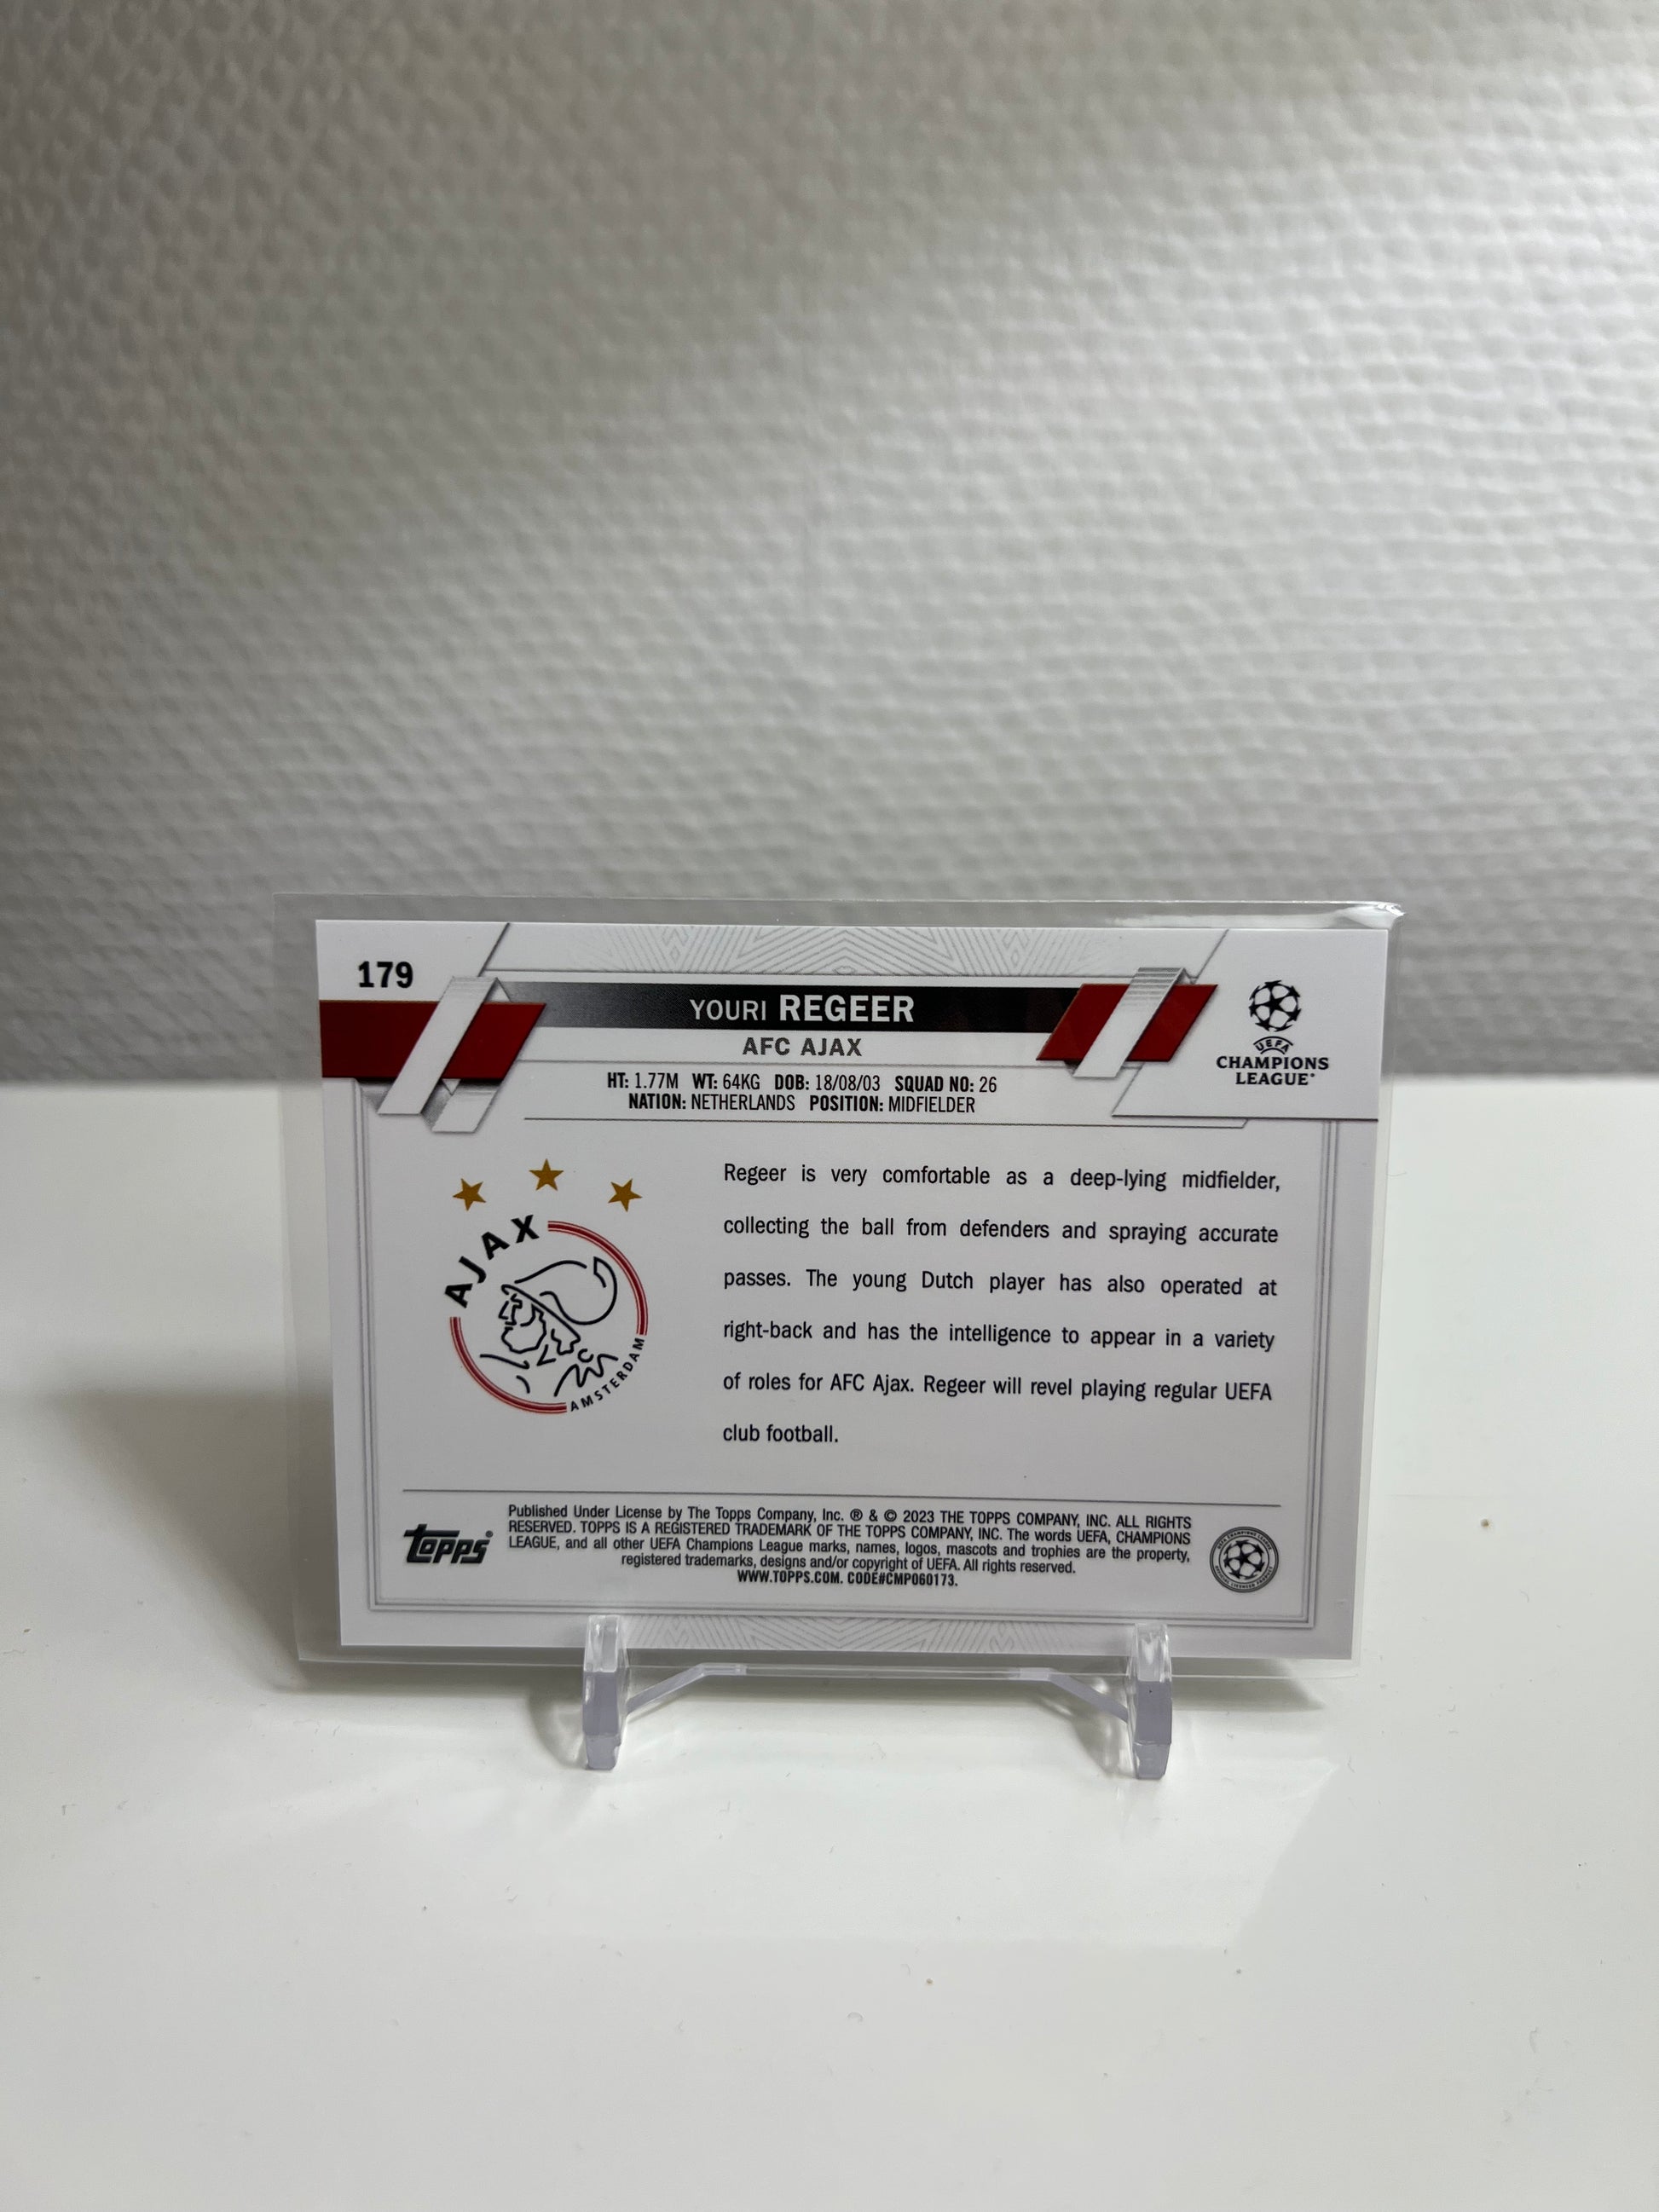 179
YOURI REGEER
AFC AJAX
HT: 1.77M WT: 64KG DOB: 18/08/03 SQUAD NO: 26
NATION: NETHERLANDS POSITION: MIDFIELDER
UEFA
CHAMPIONS
LEAGUE®
AJAX
AMSTERDAM
Regeer is very comfortable as a deep-lying midfielder,
collecting the ball from defenders and spraying accurate
passes. The young Dutch player has also operated at
right-back and has the intelligence to appear in a variety
of roles for AFC Ajax. Regeer will revel playing regular UEFA
club football.
topps®
Published Under License by The Topps Company, Inc. ® & © 2023 THE TOPPS COMPANY, INC. ALL RIGHTS
RESERVED. TOPPS IS A REGISTERED TRADEMARK OF THE TOPPS COMPANY, INC. The words UEFA, CHAMPIONS
LEAGUE, and all other UEFA Champions League marks, names, logos, mascots and trophies are the property,
registered trademarks, designs and/or copyright of UEFA. All rights reserved.
WWW.TOPPS.COM. CODE#CMP060173.